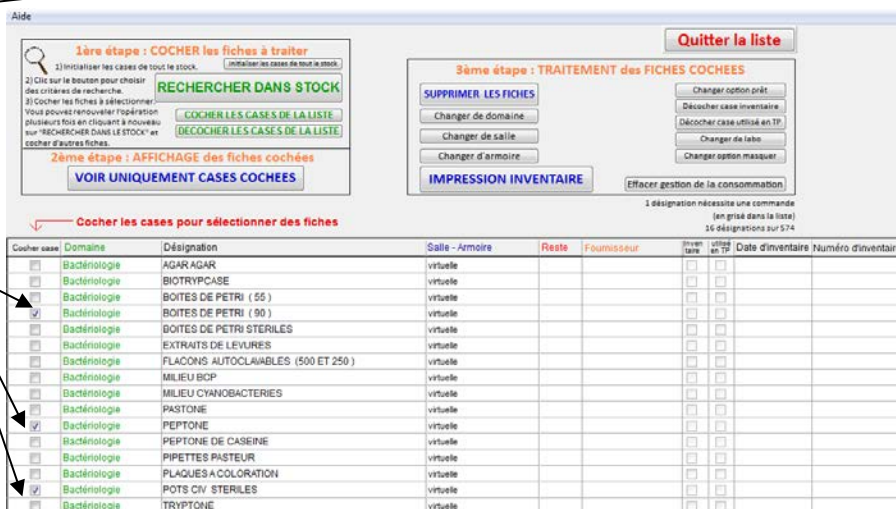 Aide
Quitter la liste
1ère étape : COCHER les fiches à traiter
1) Initialiser les cases de tout le stock.
Initialiser les cases de tout le stock
2) Clic sur le bouton pour choisir
des critères de recherche.
3) Cocher les fiches à sélectionner.
Vous pouvez renouveler l'opération
plusieurs fois en cliquant à nouveau
sur "RECHERCHER DANS LE STOCK" et
cocher d'autres fiches.
RECHERCHER DANS STOCK
COCHER LES CASES DE LA LISTE
DECOCHER LES CASES DE LA LISTE
2ème étape : AFFICHAGE des fiches cochées
VOIR UNIQUEMENT CASES COCHEES
3ème étape : TRAITEMENT des FICHES COCHEES
SUPPRIMER LES FICHES
Changer de domaine
Changer de salle
Changer d'armoire
IMPRESSION INVENTAIRE
Changer option prêt
Décocher case inventaire
Décocher case utilisé en TP
Changer de labo
Changer option masquer
Effacer gestion de la consommation
1 désignation nécessite une commande
(en grisé dans la liste)
16 désignations sur 574
Cocher les cases pour sélectionner des fiches
Cocher case Domaine Désignation Salle - Armoire Reste Fournisseur Inven taire utilisé en TP Date d'inventaire Numéro d'inventair
Bactériologie AGAR AGAR virtuelle
Bactériologie BIOTRYPCASE virtuelle
Bactériologie BOITES DE PETRI ( 55 ) virtuelle
Bactériologie BOITES DE PETRI ( 90 ) virtuelle
Bactériologie BOITES DE PETRI STERILES virtuelle
Bactériologie EXTRAITS DE LEVURES virtuelle
Bactériologie FLACONS AUTOCLAVABLES (500 ET 250 ) virtuelle
Bactériologie MILIEU BCP virtuelle
Bactériologie MILIEU CYANOBACTERIES virtuelle
Bactériologie PASTONE virtuelle
Bactériologie PEPTONE virtuelle
Bactériologie PEPTONE DE CASEINE virtuelle
Bactériologie PIPETTES PASTEUR virtuelle
Bactériologie PLAQUES A COLORATION virtuelle
Bactériologie POTS CIV STERILES virtuelle
Bactériologie TRYPTONE virtuelle